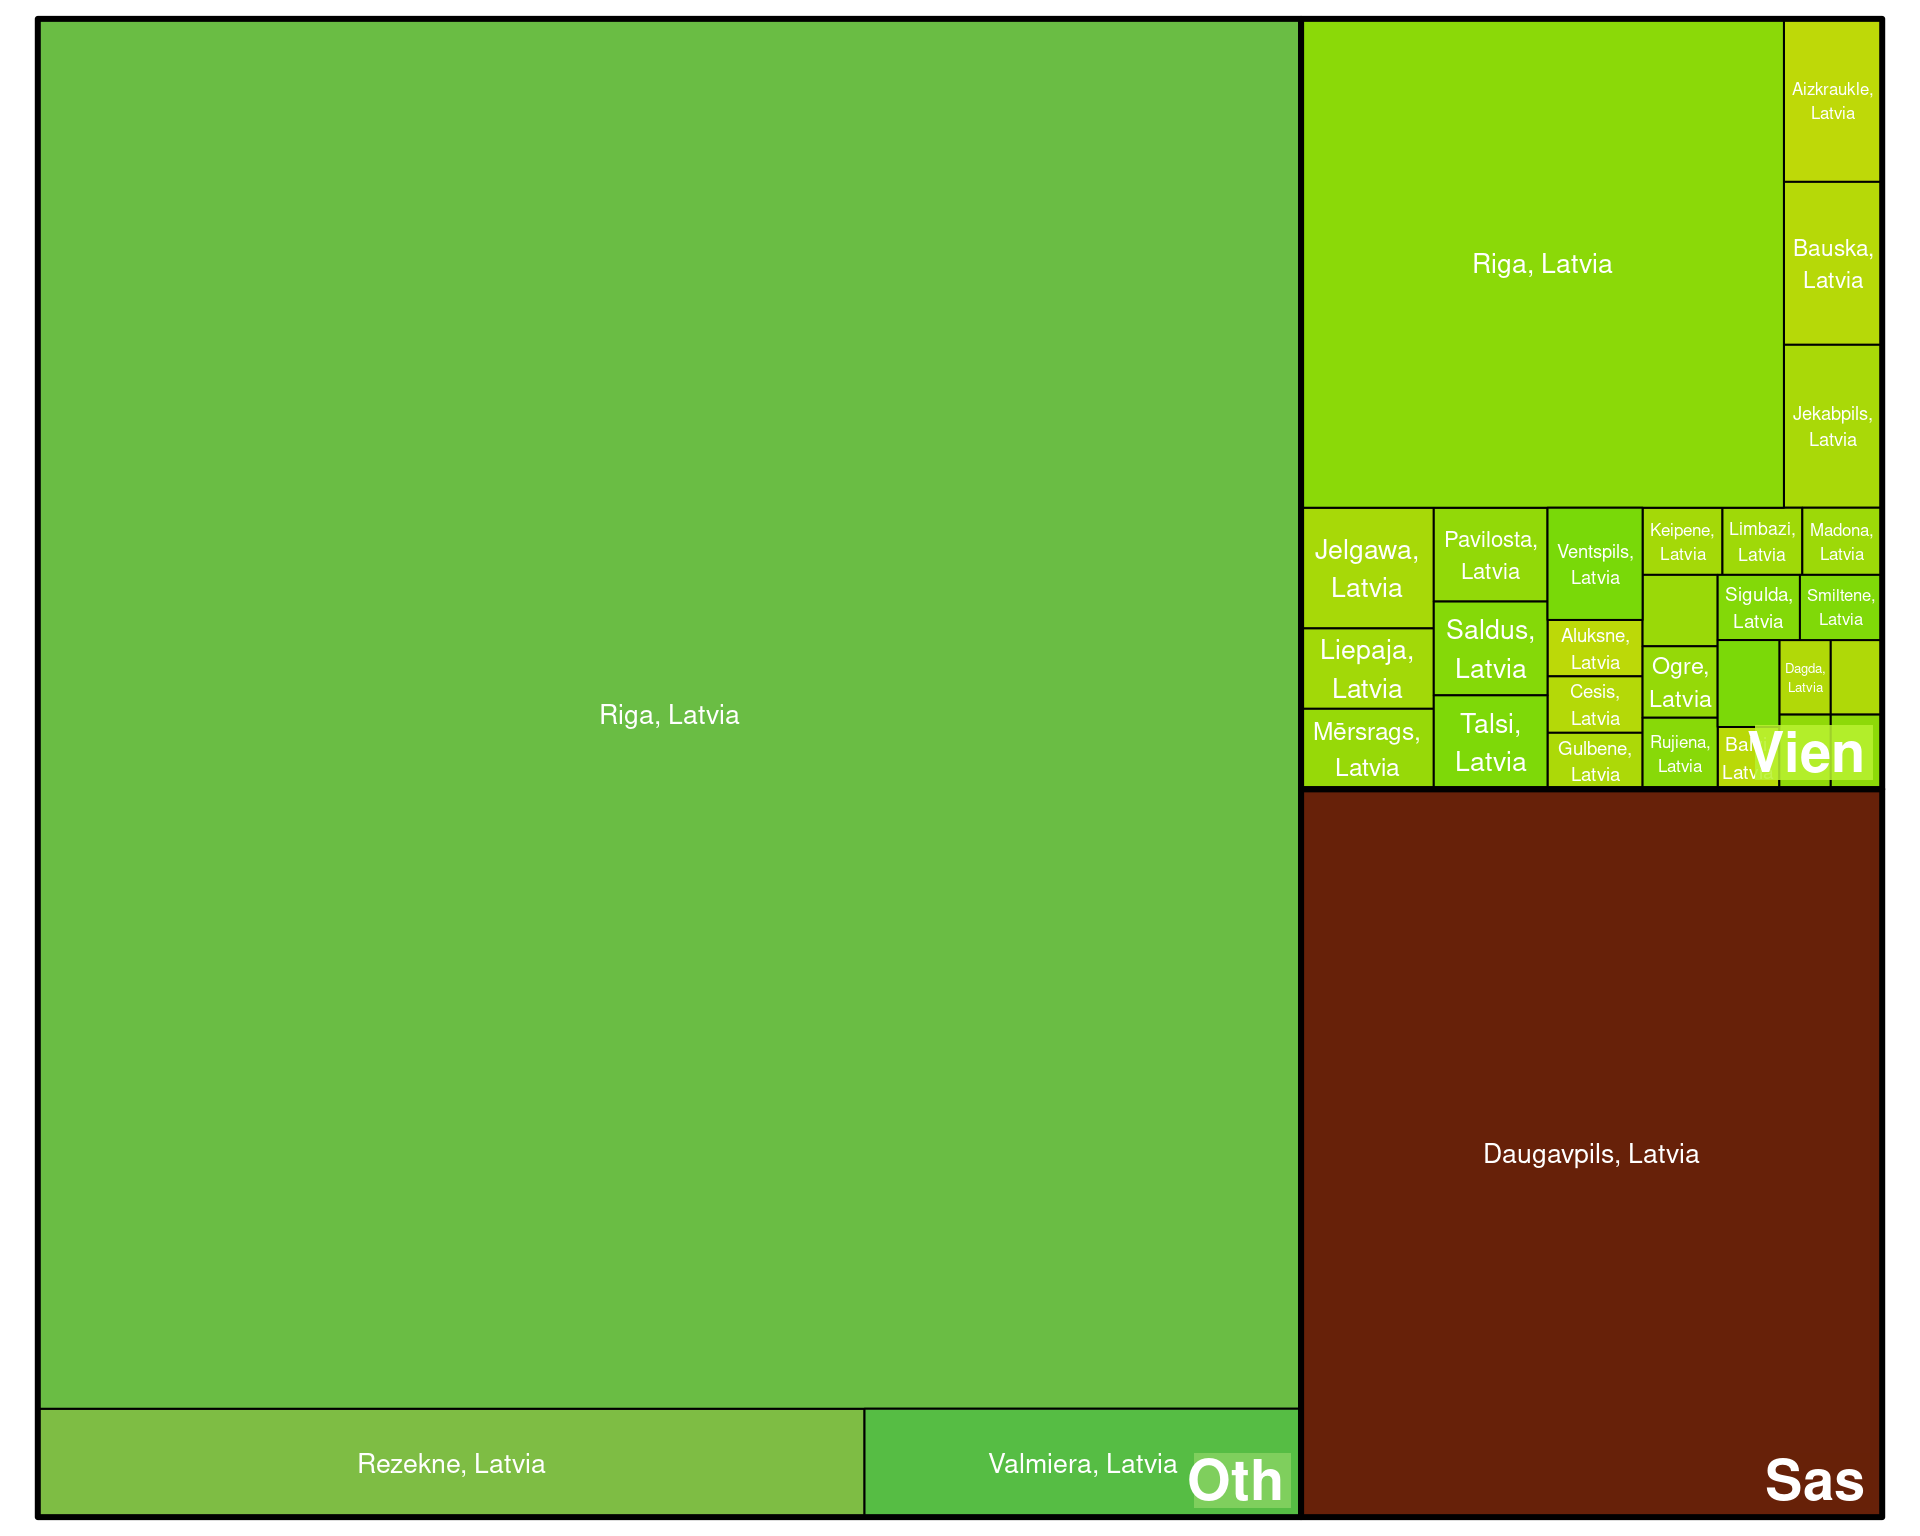 Riga, Latvia
Rezekne, Latvia
Valmiera, Latvia
Oth
Riga, Latvia
Aizkraukle,
Latvia
Bauska,
Latvia
Jekabpils,
Latvia
Jelgawa,
Latvia
Liepaja,
Latvia
Mērsrags,
Latvia
Pavilosta,
Latvia
Saldus,
Latvia
Talsi,
Latvia
Ventspils,
Latvia
Aluksne,
Latvia
Cesis,
Latvia
Gulbene,
Latvia
Keipene,
Latvia
Limbazi,
Latvia
Madona,
Latvia
Ogre,
Latvia
Rujiena,
Latvia
Sigulda,
Latvia
Smiltene,
Latvia
Dagda,
Latvia
Latvia
Vien
Daugavpils, Latvia
Sas